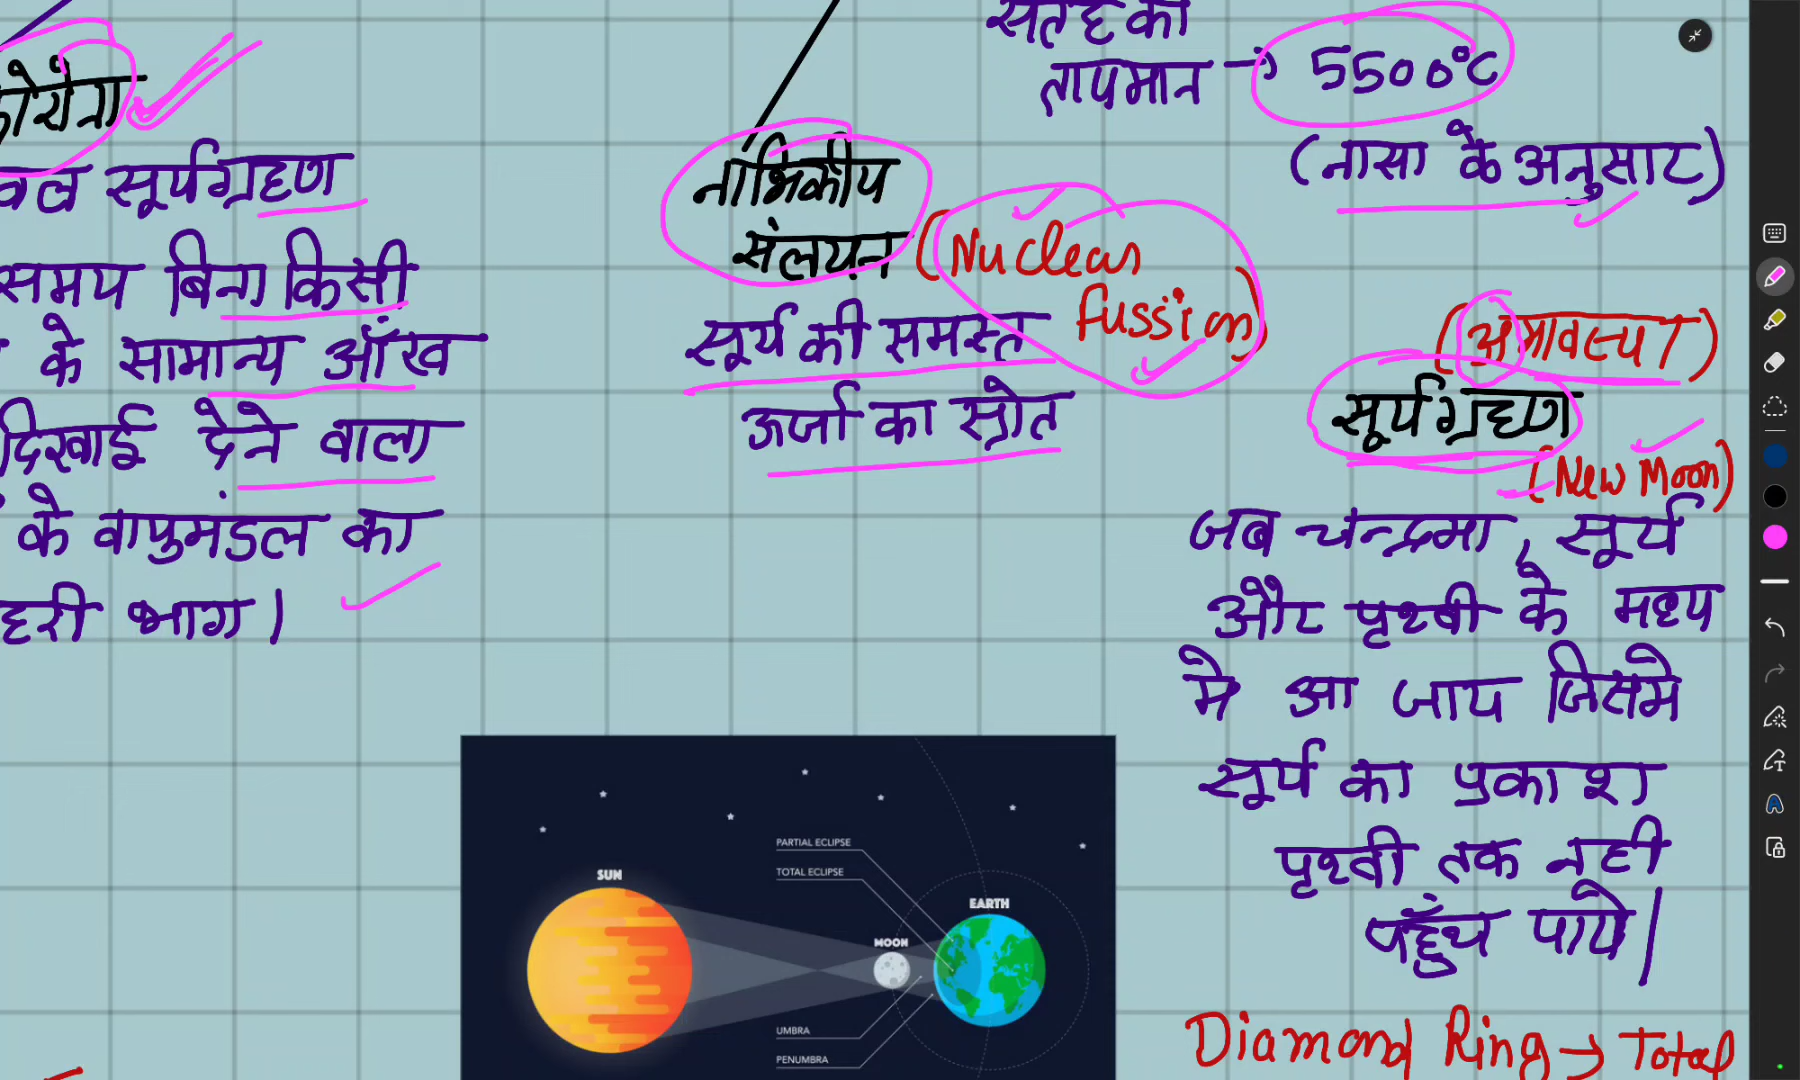 सतह का
तापमान → 5500°C
(नासा के अनुसार)
सूर्यग्रहण
समय बिना किसी
के सामान्य आँख
दिखाई देने वाला
के वायुमंडल का
हरी भाग।
नाभिकीय
संलयन (Nuclear
fussion)
सूर्य की समस्त
ऊर्जा का स्रोत
(अमावस्या)
सूर्यग्रहण
(New Moon)
जब चन्द्रमा, सूर्य
और पृथ्वी के मध्य
मे आ जाय जिसमे
सूर्य का प्रकाश
पृथ्वी तक नही
पहुँच पाये|
Diamond Ring → Total
PARTIAL ECLIPSE
TOTAL ECLIPSE
SUN
EARTH
MOON
UMBRA
PENUMBRA